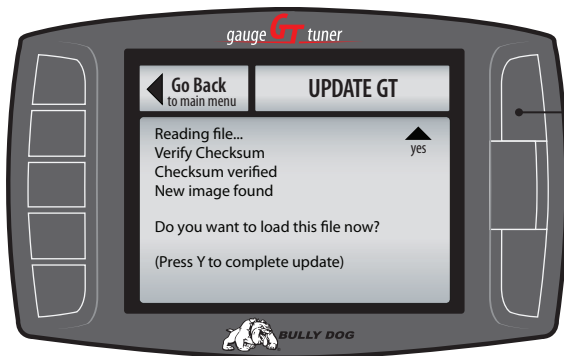 gauge GT tuner
Go Back
to main menu
UPDATE GT
Reading file...
Verify Checksum
Checksum verified
New image found
yes
Do you want to load this file now?
(Press Y to complete update)
BULLY DOG